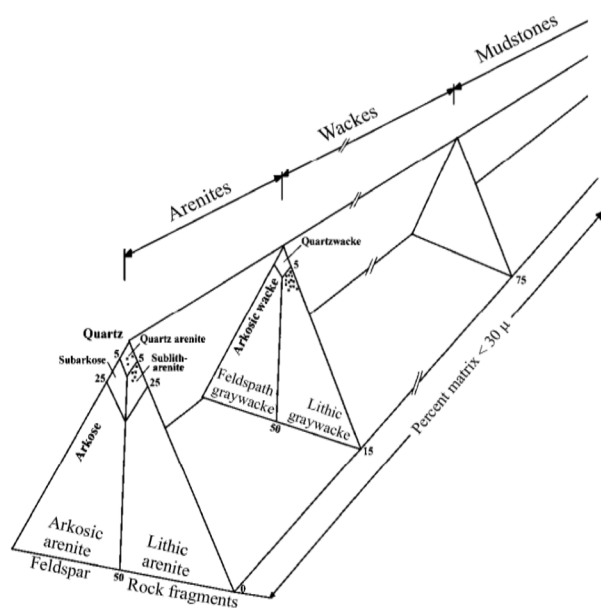 Mudstones
Wackes
Arenites
Quartzwacke
5
Arkosic wacke
75
Quartz
Quartz arenite
5
5
Subarkose
Sublith-
arenite
25
25
Feldspath
graywacke
Lithic
graywacke
50
15
Percent matrix < 30 μ
Arkose
Arkosic
arenite
Lithic
arenite
Feldspar
50
Rock fragments
0